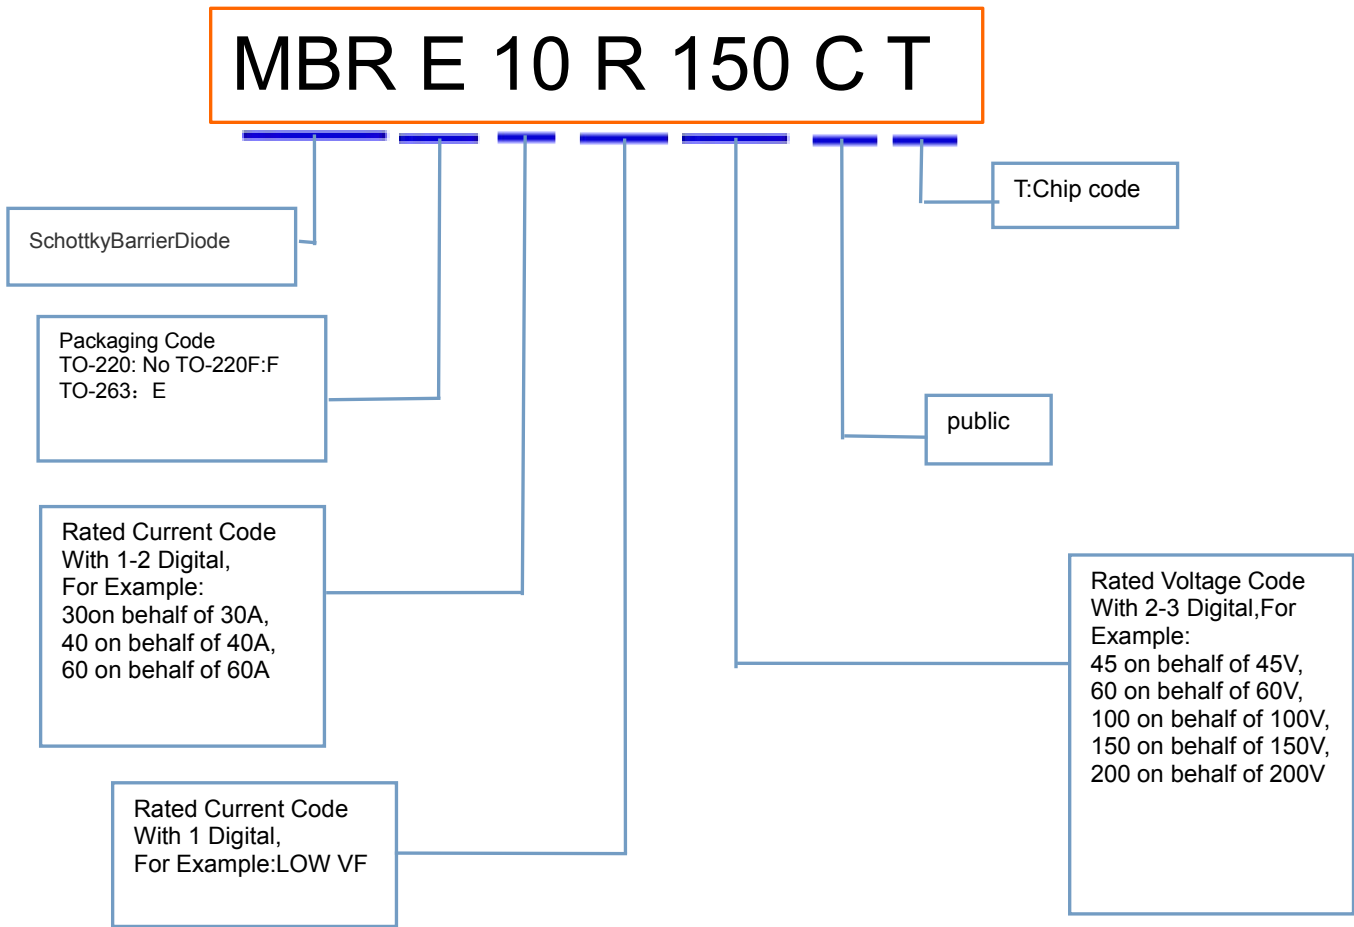 MBR E 10 R 150 C T
T:Chip code
SchottkyBarrierDiode
Packaging Code
TO-220: No TO-220F:F
TO-263：E
public
Rated Current Code
With 1-2 Digital,
For Example:
30on behalf of 30A,
40 on behalf of 40A,
60 on behalf of 60A
Rated Voltage Code
With 2-3 Digital,For
Example:
45 on behalf of 45V,
60 on behalf of 60V,
100 on behalf of 100V,
150 on behalf of 150V,
200 on behalf of 200V
Rated Current Code
With 1 Digital,
For Example:LOW VF